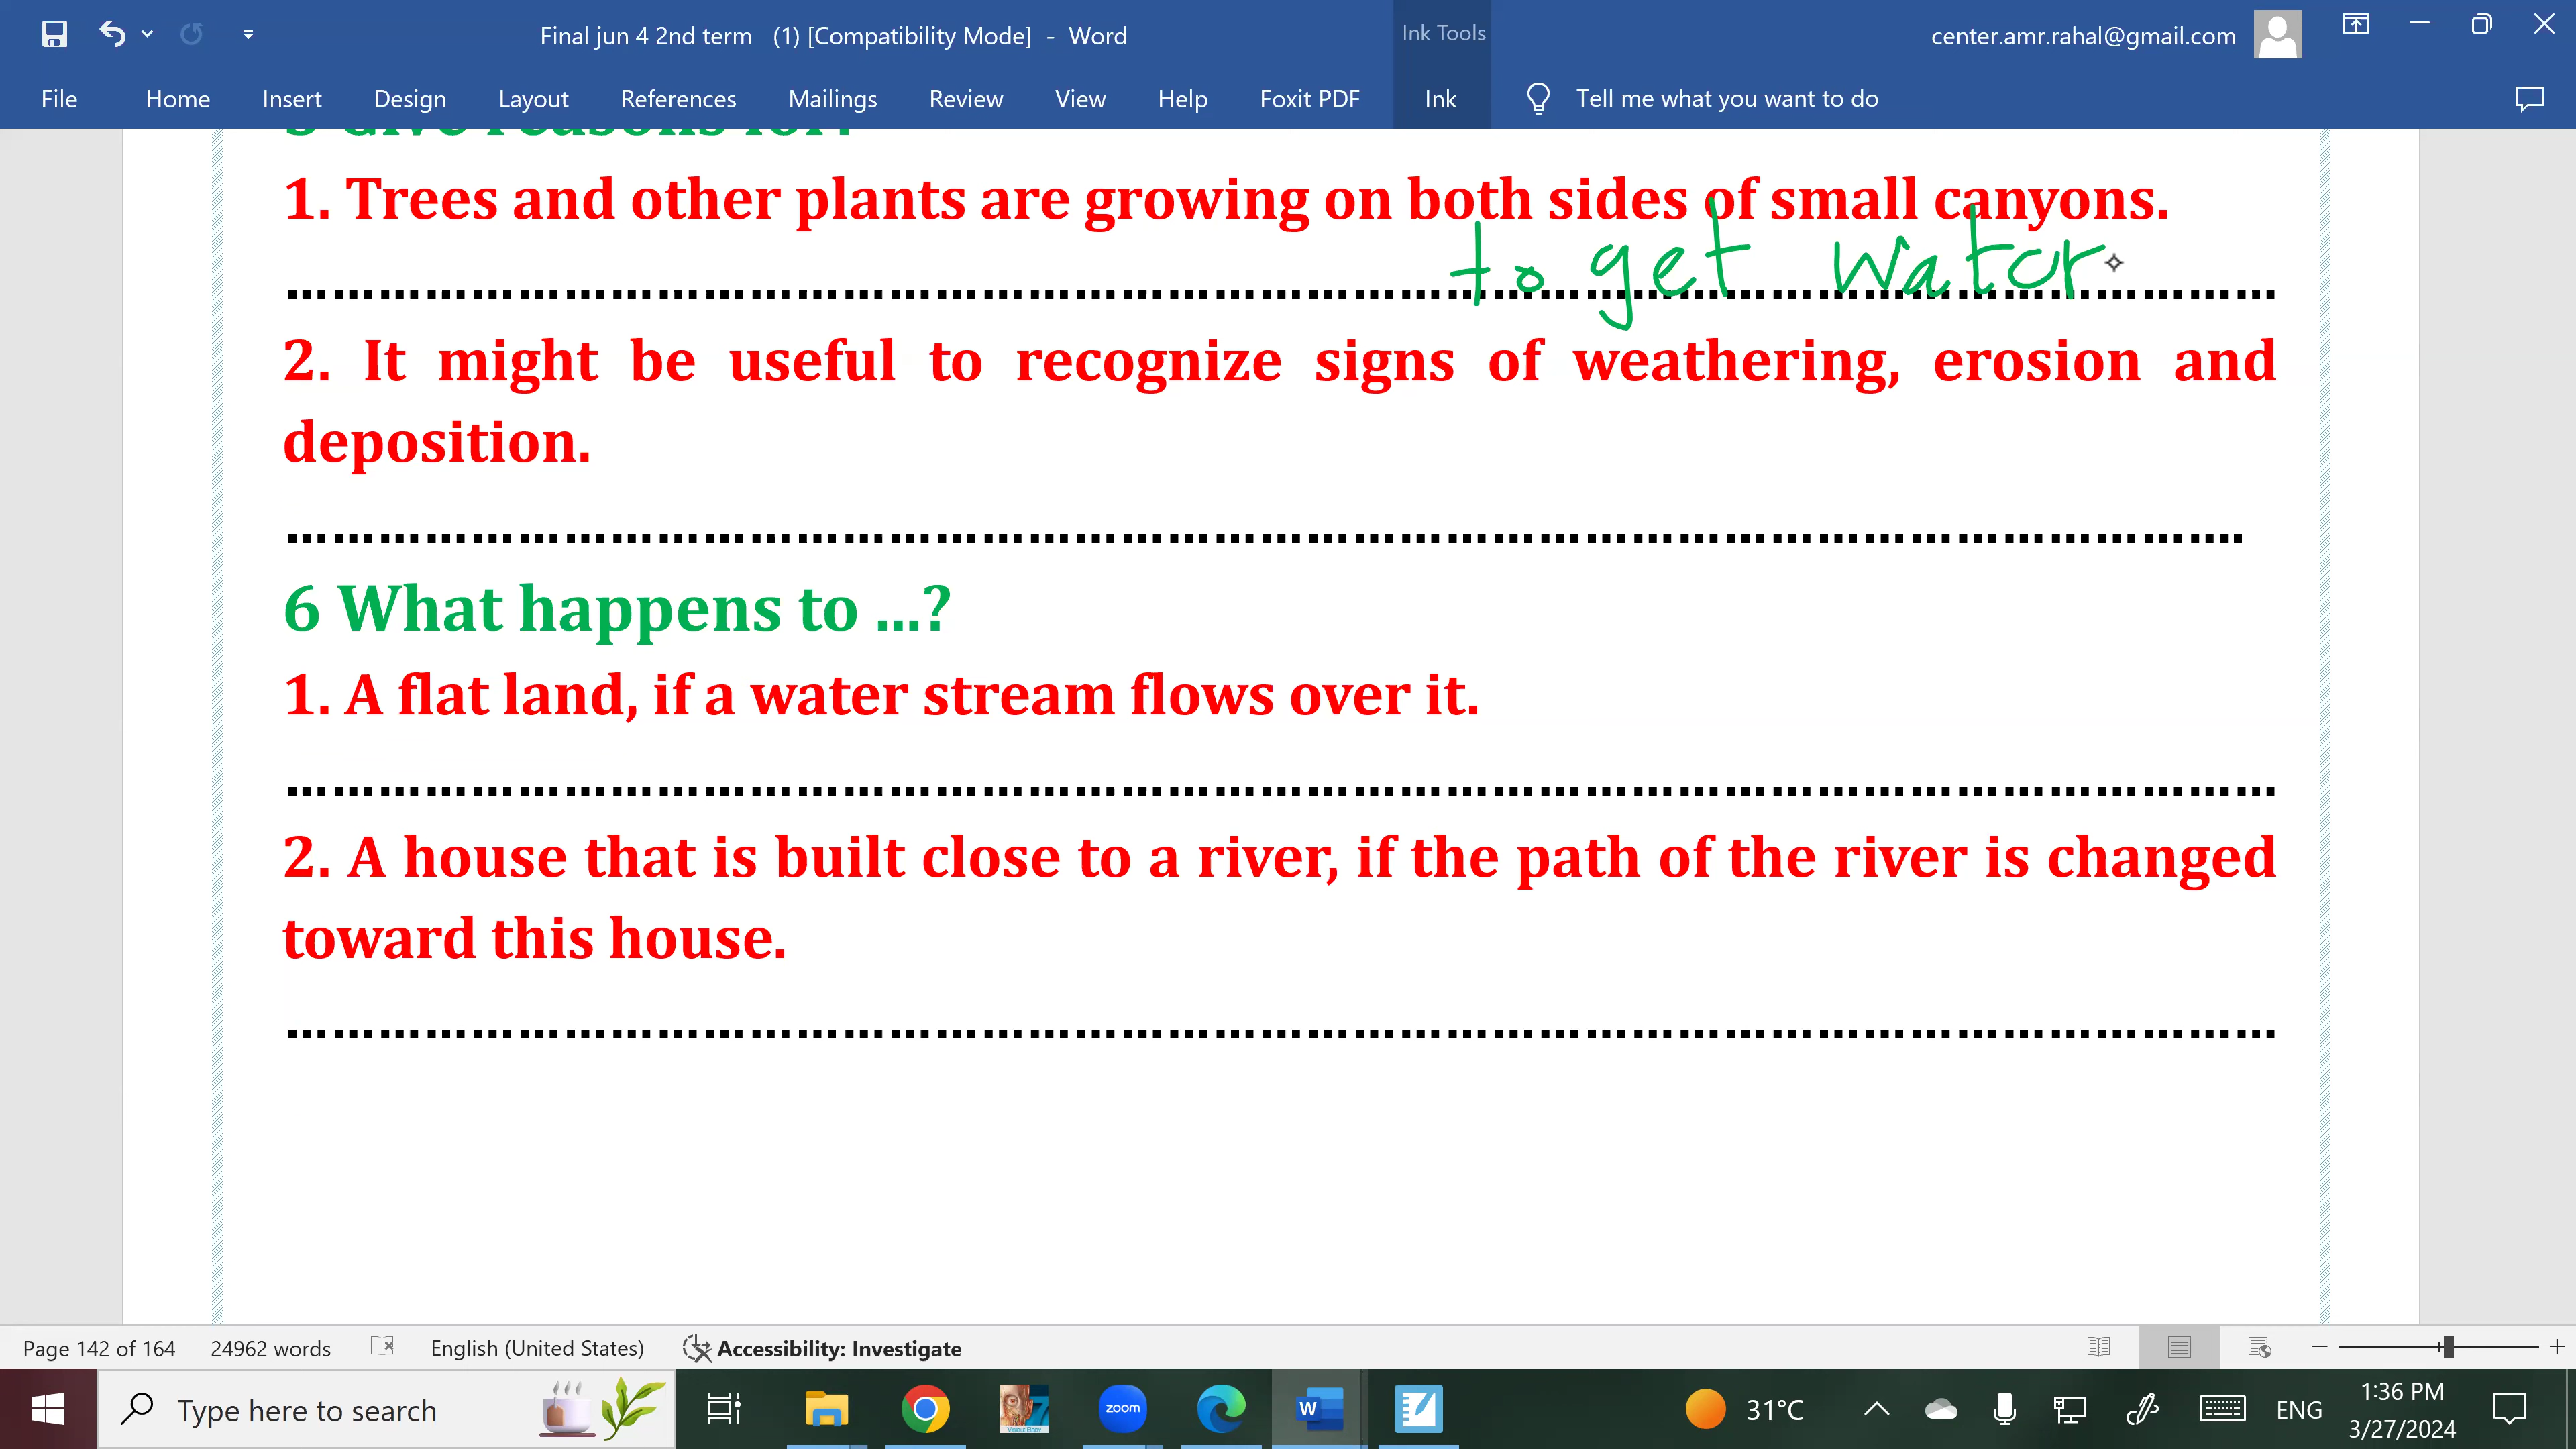 Final jun 4 2nd term (1) [Compatibility Mode] - Word
Ink Tools
center.amr.rahal@gmail.com
File Home Insert Design Layout References Mailings Review View Help Foxit PDF Ink Tell me what you want to do
5 Give reasons for:
1. Trees and other plants are growing on both sides of small canyons.
to get water
2. It might be useful to recognize signs of weathering, erosion and
deposition.
6 What happens to ...?
1. A flat land, if a water stream flows over it.
2. A house that is built close to a river, if the path of the river is changed
toward this house.
Page 142 of 164 24962 words English (United States) Accessibility: Investigate
Type here to search
zoom
W
31°C
ENG
1:36 PM
3/27/2024